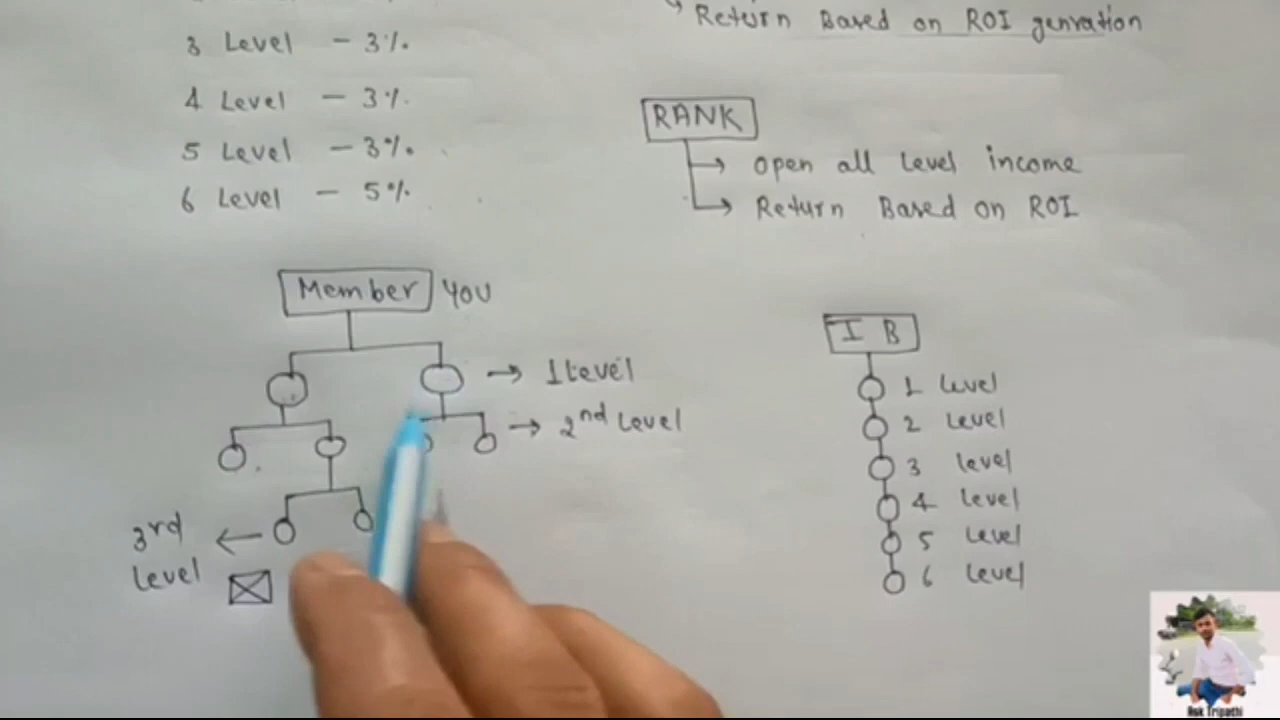 Return Based on ROI genration
3 Level - 3%.
4 Level - 3%.
5 Level - 3%.
6 Level - 5%.
RANK
→ open all Level income
→ Return Based on ROI
Member YOU
→ 1 Level
→ 2nd Level
3rd ←
Level
I B
1 Level
2 Level
3 level
4 level
5 level
6 level
Ask Tripathi